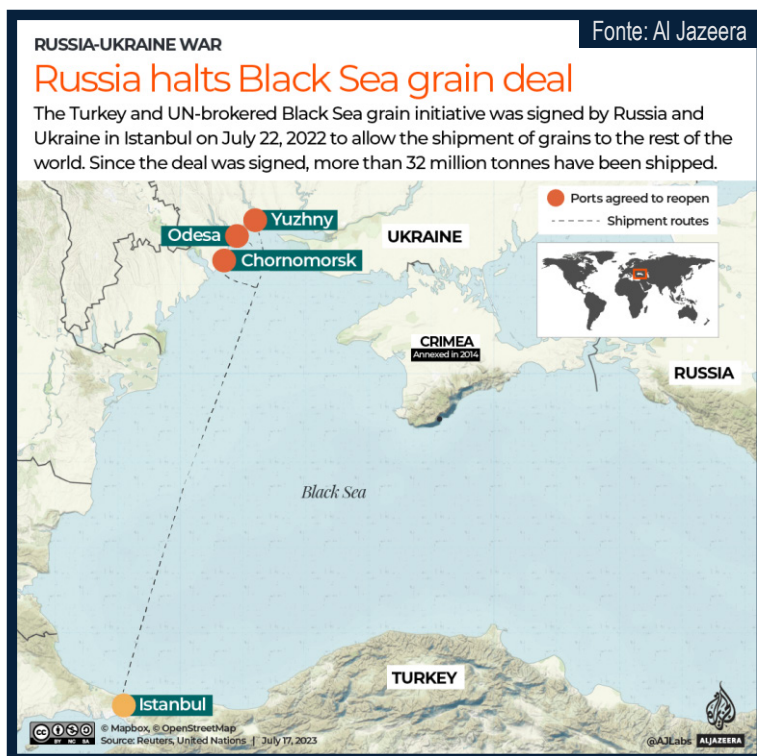 Fonte: Al Jazeera
RUSSIA-UKRAINE WAR
Russia halts Black Sea grain deal
The Turkey and UN-brokered Black Sea grain initiative was signed by Russia and
Ukraine in Istanbul on July 22, 2022 to allow the shipment of grains to the rest of the
world. Since the deal was signed, more than 32 million tonnes have been shipped.
Ports agreed to reopen
Shipment routes
Yuzhny
Odesa
UKRAINE
Chornomorsk
CRIMEA
Annexed in 2014
RUSSIA
Black Sea
TURKEY
Istanbul
CC BY NC SA
© Mapbox, © OpenStreetMap
Source: Reuters, United Nations | July 17, 2023
@AJLabs
ALJAZEERA